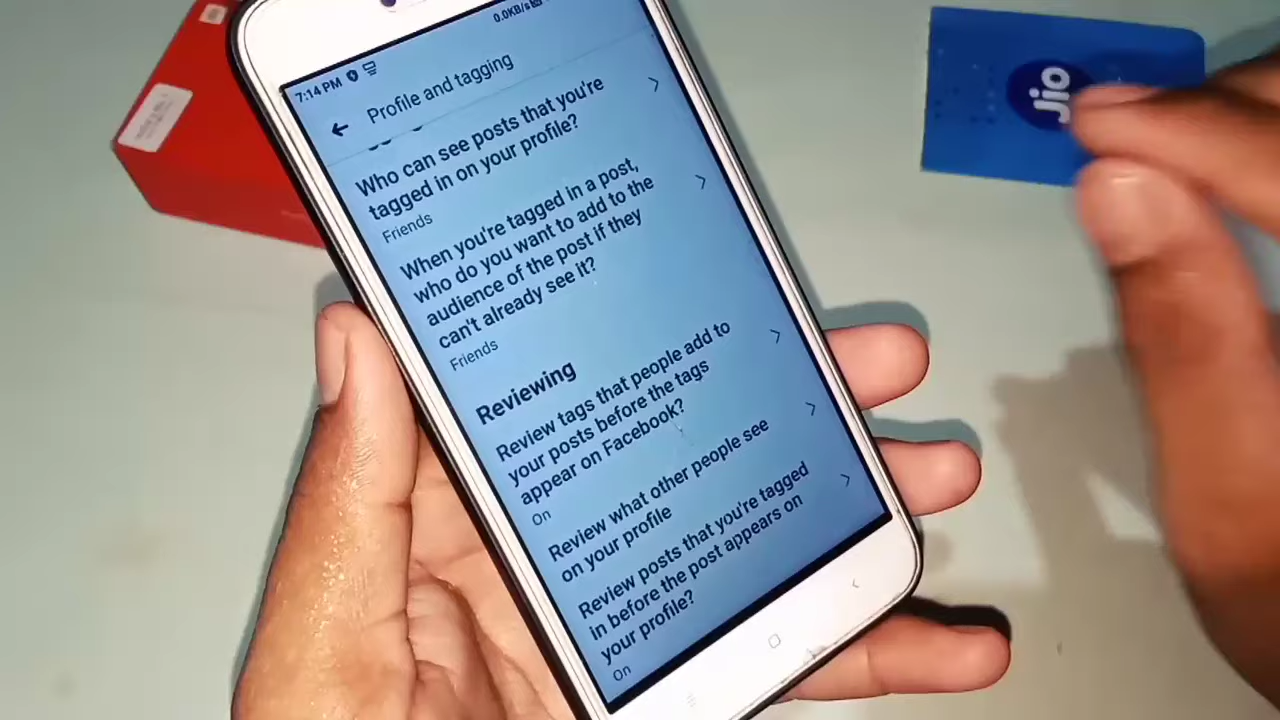 0.0KB/s
7:14 PM
Profile and tagging
Who can see posts that you're
tagged in on your profile?
Friends
When you're tagged in a post,
who do you want to add to the
audience of the post if they
can't already see it?
Friends
Reviewing
Review tags that people add to
your posts before the tags
appear on Facebook?
On
Review what other people see
on your profile
Review posts that you're tagged
in before the post appears on
your profile?
On
Jio